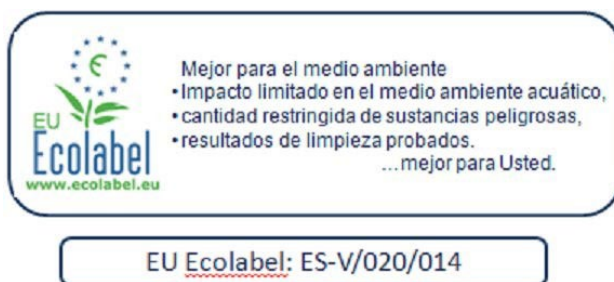 EU
Ecolabel
www.ecolabel.eu
Mejor para el medio ambiente
•Impacto limitado en el medio ambiente acuático,
•cantidad restringida de sustancias peligrosas,
•resultados de limpieza probados.
...mejor para Usted.
EU Ecolabel: ES-V/020/014